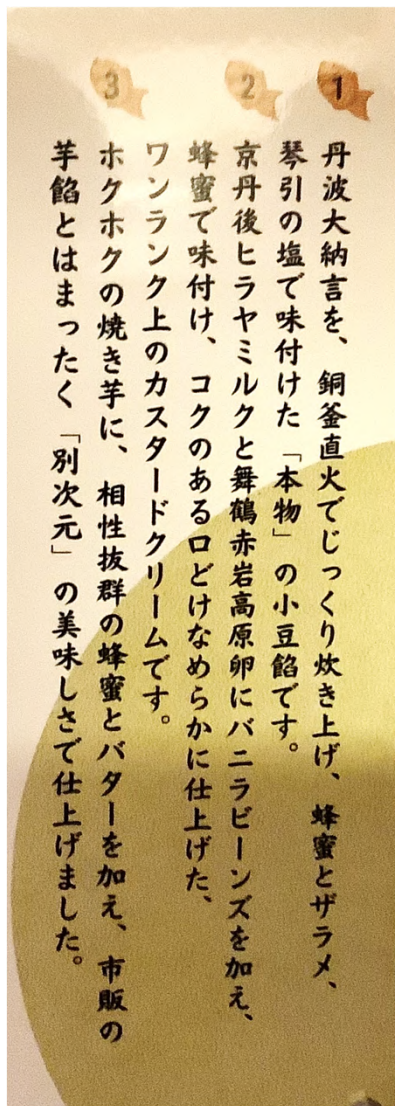 1
丹波大納言を、銅釜直火でじっくり炊き上げ、蜂蜜とザラメ、
琴引の塩で味付けた「本物」の小豆餡です。
2
京丹後ヒラヤミルクと舞鶴赤岩高原卵にバニラビーンズを加え、
蜂蜜で味付け、コクのある口どけなめらかに仕上げた、
ワンランク上のカスタードクリームです。
3
ホクホクの焼き芋に、相性抜群の蜂蜜とバターを加え、市販の
芋餡とはまったく「別次元」の美味しさで仕上げました。